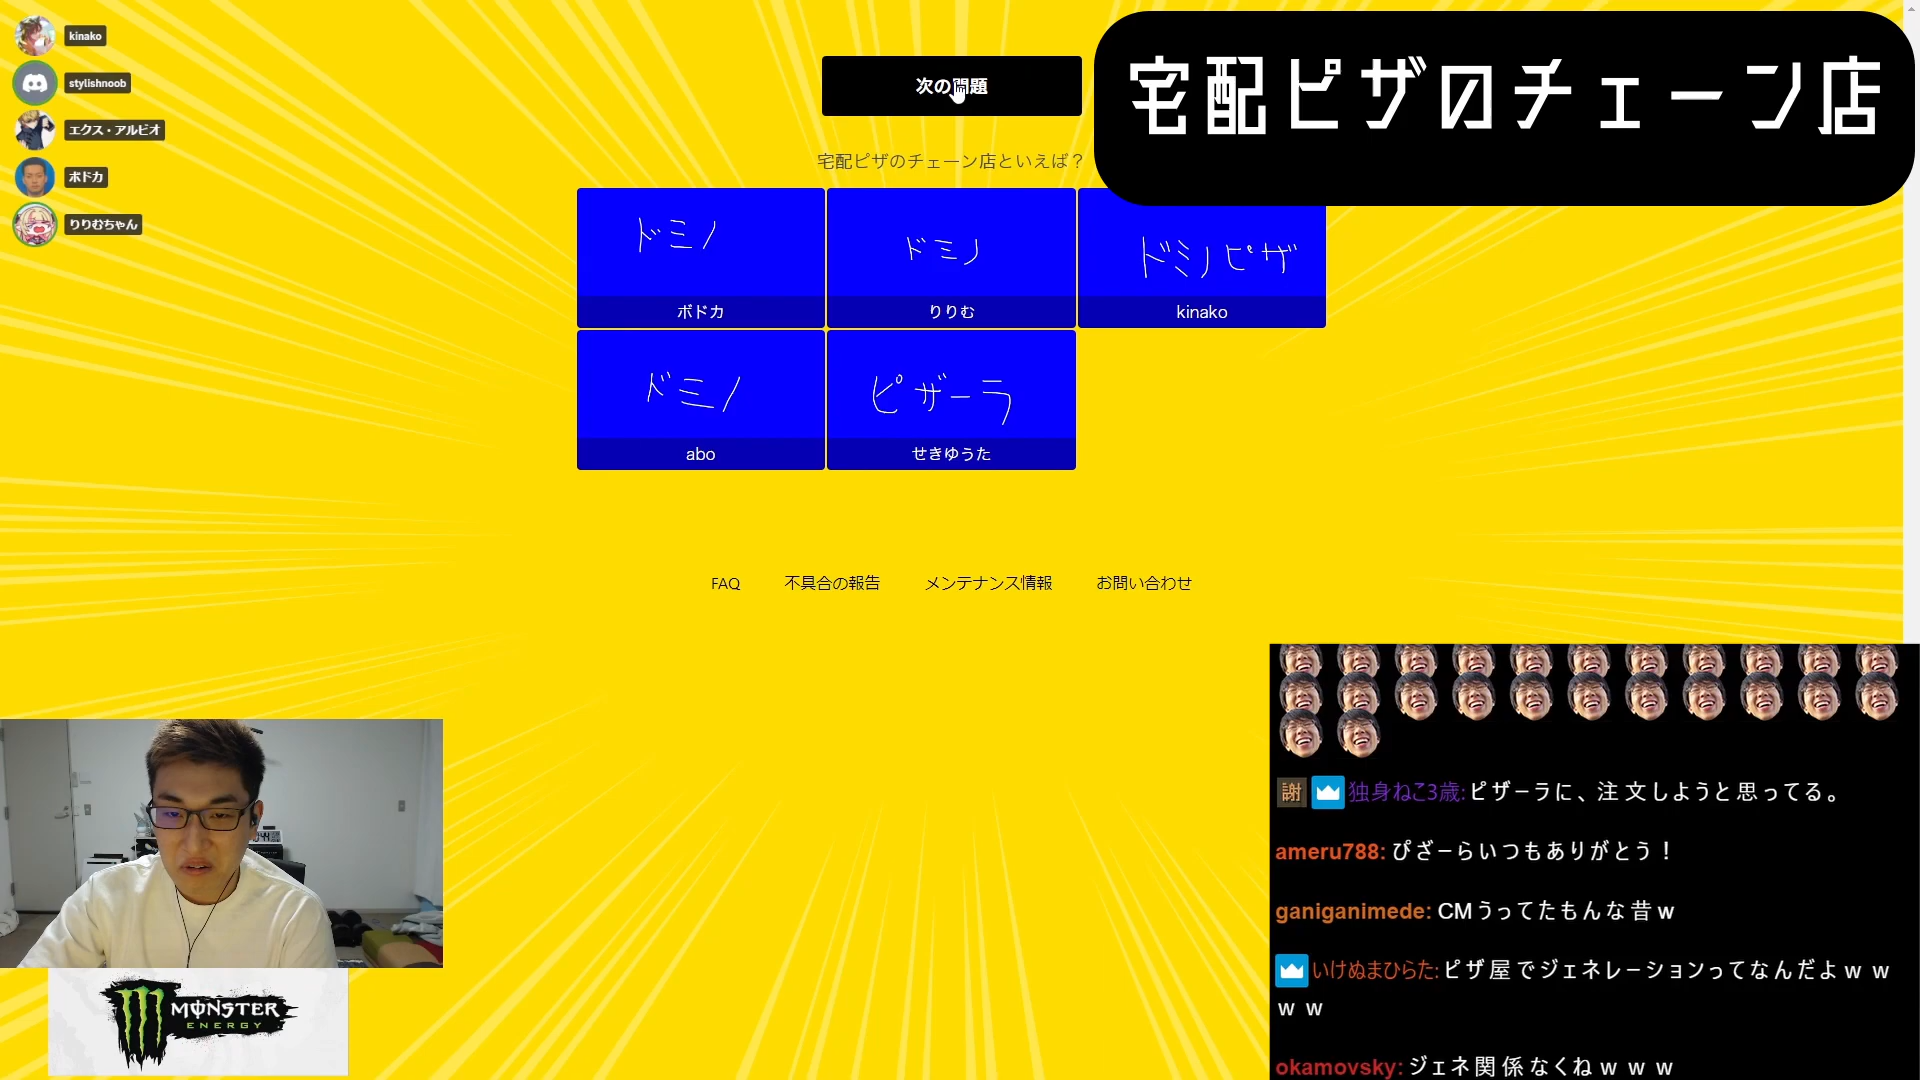 kinako
stylishnoob
エクス・アルビオ
ボドカ
りりむちゃん
次の問題
宅配ピザのチェーン店
宅配ピザのチェーン店といえば？
ドミノ
ボドカ
ドミノ
りりむ
ドミノピザ
kinako
ドミノ
abo
ピザーラ
せきゆうた
FAQ
不具合の報告
メンテナンス情報
お問い合わせ
謝 独身ねこ3歳:ピザーラに、注文しようと思ってる。
ameru788: ぴざーらいつもありがとう！
ganiganimede: CMうってたもんな昔w
いけぬまひらた:ピザ屋でジェネレーションってなんだよｗｗ
ｗｗ
okamovsky: ジェネ関係なくねｗｗｗ
MONSTER
ENERGY